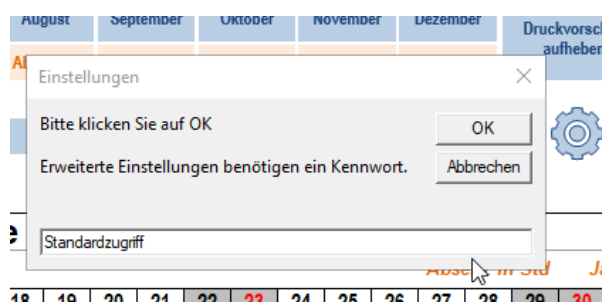 August September Oktober November Dezember
aufheben
Einstellungen
Bitte klicken Sie auf OK
OK
Erweiterte Einstellungen benötigen ein Kennwort.
Abbrechen
Standardzugriff
18 19 20 21 22 23 24 25 26 27 28 29 30